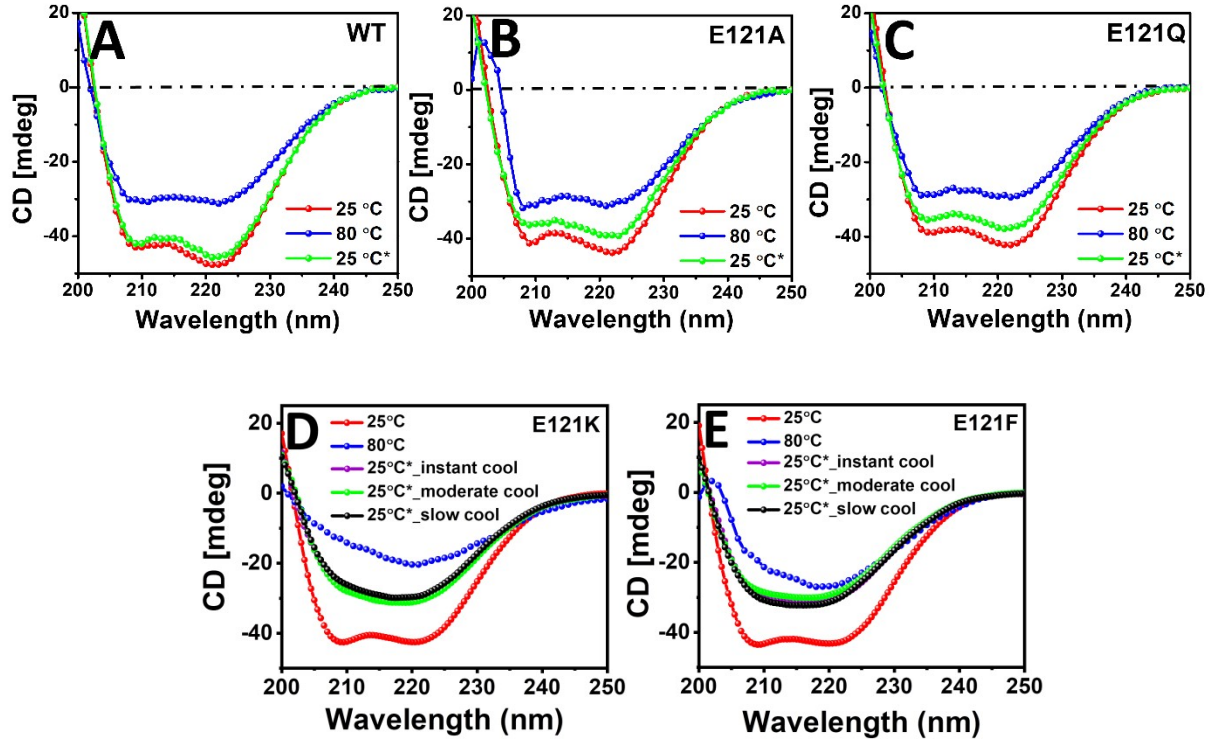 A
WT
CD [mdeg]
20
0
-20
-40
25 °C
80 °C
25 °C*
200 210 220 230 240 250
Wavelength (nm)
B
E121A
CD [mdeg]
20
0
-20
-40
25 °C
80 °C
25 °C*
200 210 220 230 240 250
Wavelength (nm)
C
E121Q
CD [mdeg]
20
0
-20
-40
25 °C
80 °C
25 °C*
200 210 220 230 240 250
Wavelength (nm)
D
E121K
25°C
80°C
25°C*_instant cool
25°C*_moderate cool
25°C*_slow cool
CD [mdeg]
20
0
-20
-40
200 210 220 230 240 250
Wavelength (nm)
E
E121F
25°C
80°C
25°C*_instant cool
25°C*_moderate cool
25°C*_slow cool
CD [mdeg]
20
0
-20
-40
200 210 220 230 240 250
Wavelength (nm)